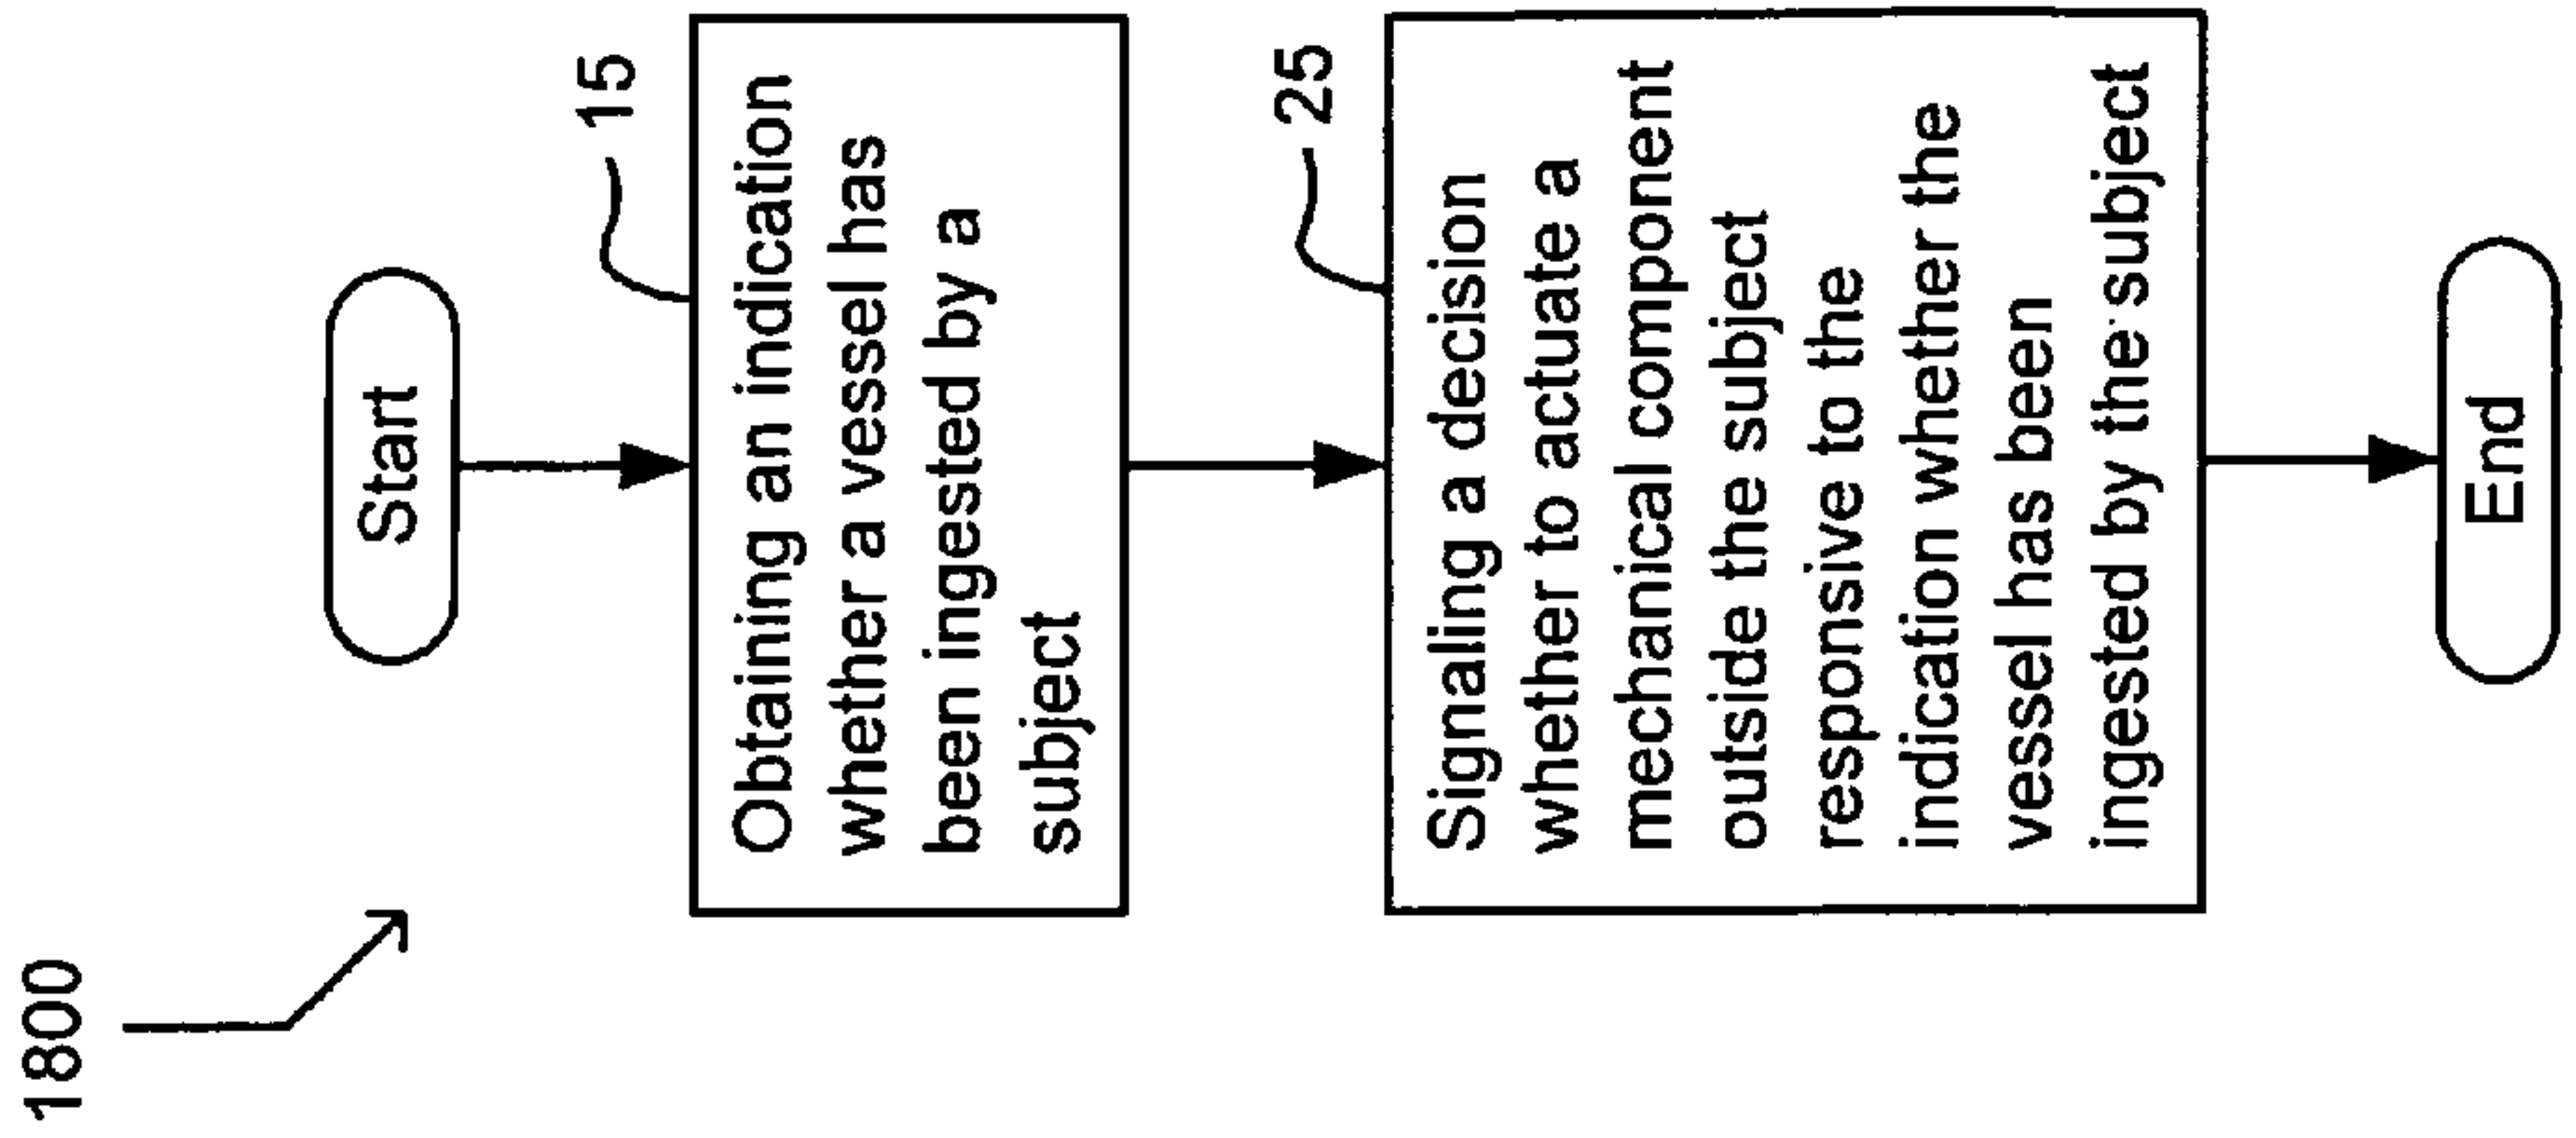 1800
Start
15
Obtaining an indication
whether a vessel has
been ingested by a
subject
25
Signaling a decision
whether to actuate a
mechanical component
outside the subject
responsive to the
indication whether the
vessel has been
ingested by the subject
End